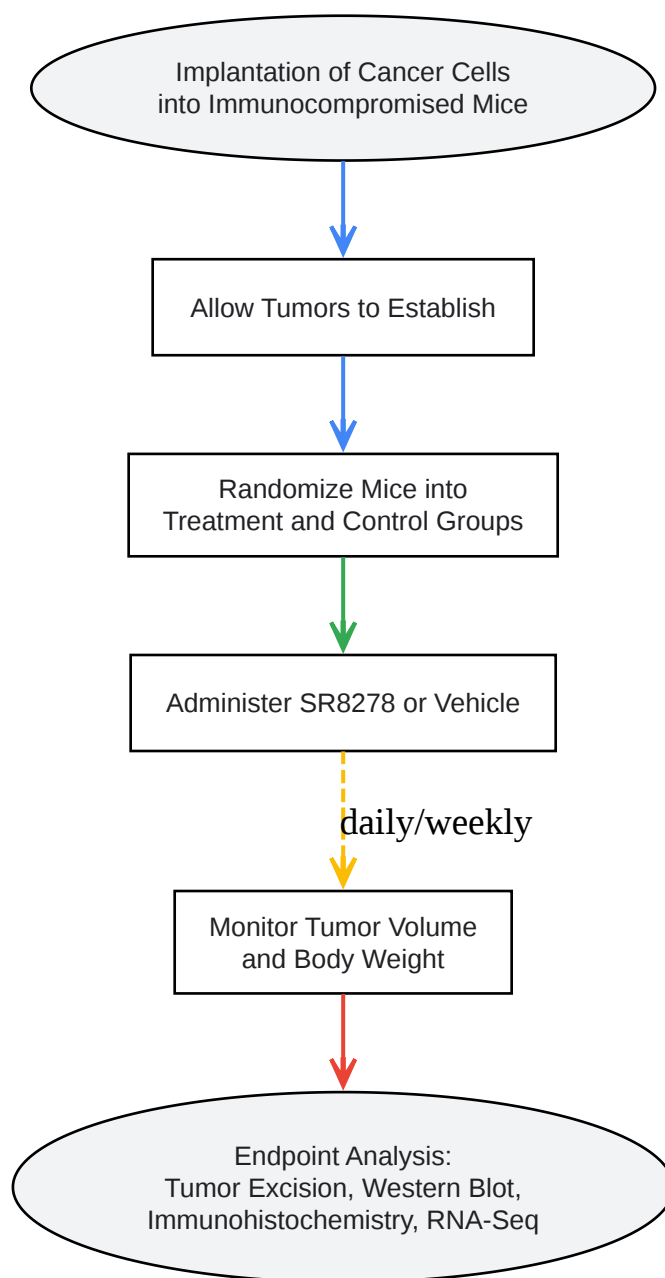 Implantation of Cancer Cells
into Immunocompromised Mice
Allow Tumors to Establish
Randomize Mice into
Treatment and Control Groups
Administer SR8278 or Vehicle
daily/weekly
Monitor Tumor Volume
and Body Weight
Endpoint Analysis:
Tumor Excision, Western Blot,
Immunohistochemistry, RNA-Seq